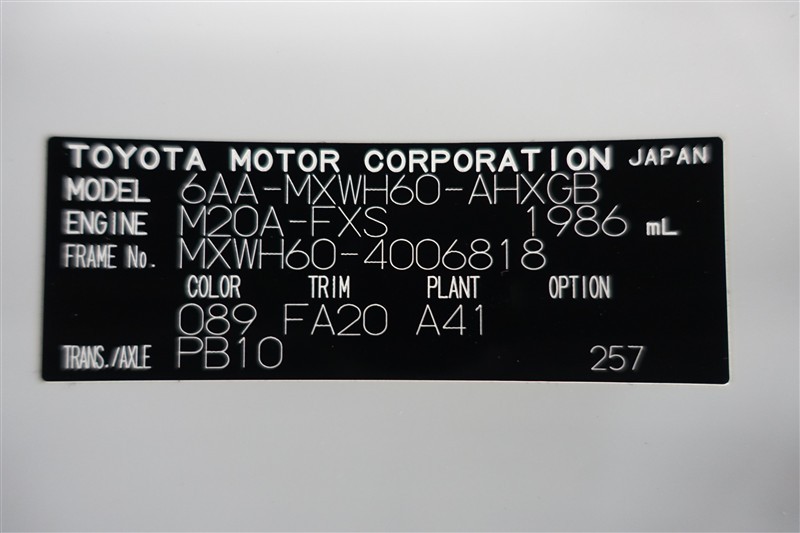 TOYOTA MOTOR CORPORATION JAPAN
MODEL 6AA-MXWH60-AHXGB
ENGINE M20A-FXS 1986 mL
FRAME No. MXWH60-4006818
COLOR TRIM PLANT OPTION
089 FA20 A41
TRANS./AXLE PB10 257